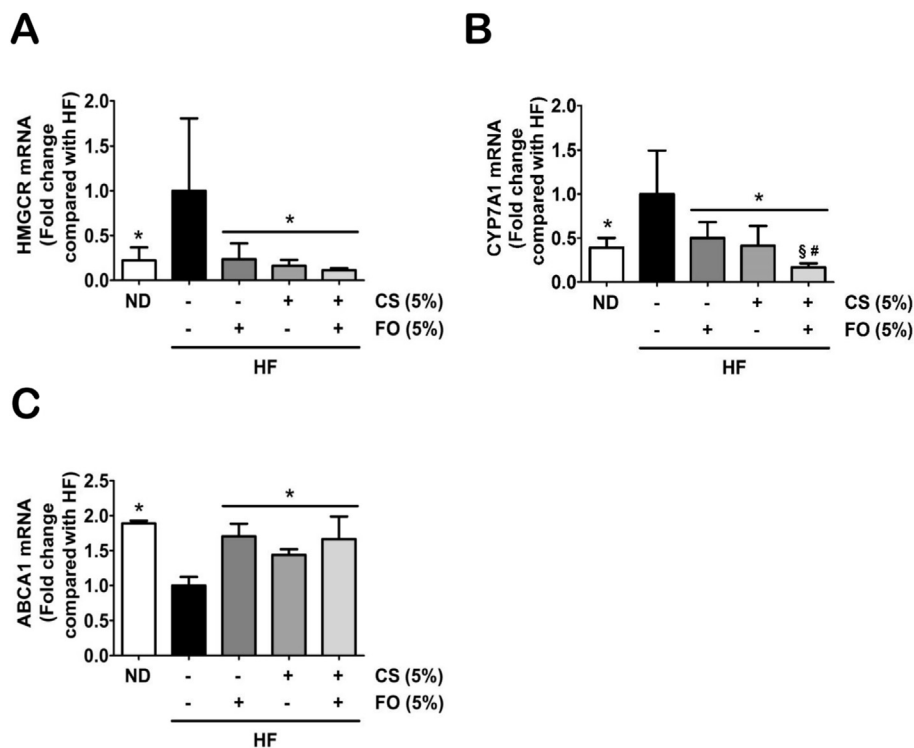 A
HMGCR mRNA
(Fold change
compared with HF)
2.0
1.5
1.0
0.5
0.0
*
*
ND - - + + CS (5%)
- + - + FO (5%)
HF
B
CYP7A1 mRNA
(Fold change
compared with HF)
2.0
1.5
1.0
0.5
0.0
*
*
§ #
ND - - + + CS (5%)
- + - + FO (5%)
HF
C
ABCA1 mRNA
(Fold change
compared with HF)
2.5
2.0
1.5
1.0
0.5
0.0
*
*
ND - - + + CS (5%)
- + - + FO (5%)
HF